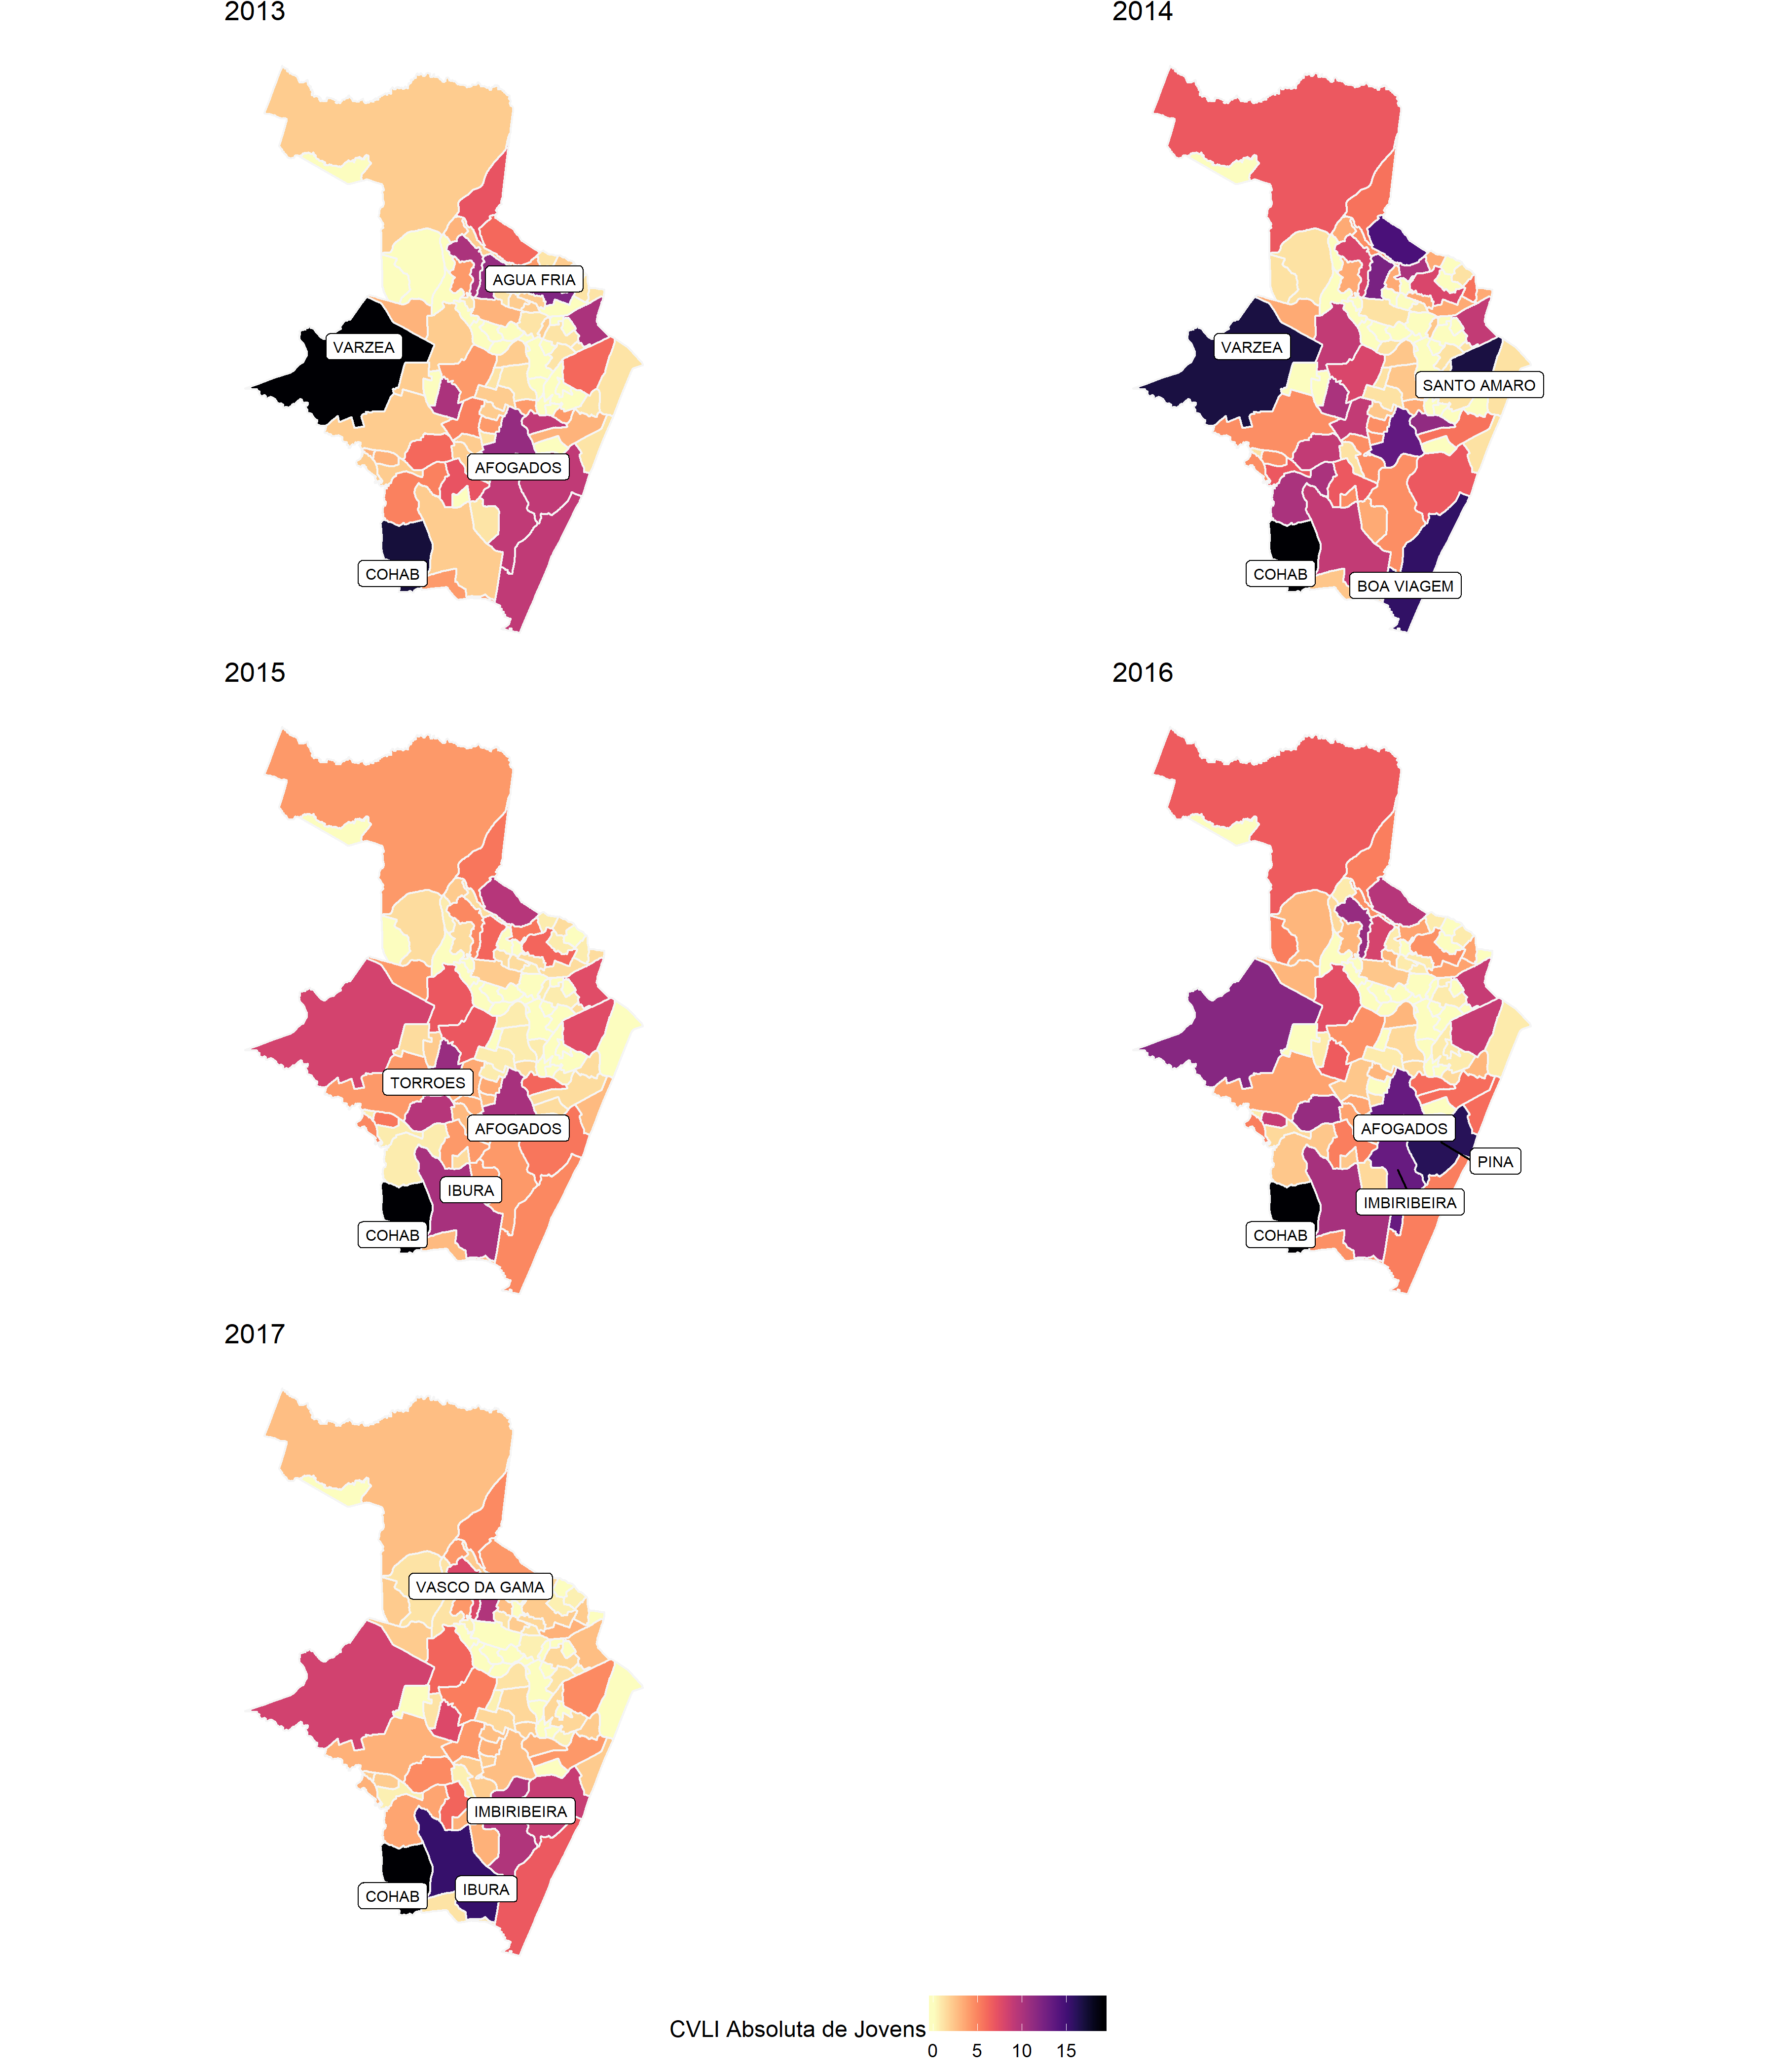 2013
2014
AGUA FRIA
VARZEA
AFOGADOS
COHAB
VARZEA
SANTO AMARO
COHAB
BOA VIAGEM
2015
2016
TORROES
AFOGADOS
IBURA
COHAB
AFOGADOS
PINA
IMBIRIBEIRA
COHAB
2017
VASCO DA GAMA
IMBIRIBEIRA
IBURA
COHAB
CVLI Absoluta de Jovens
0 5 10 15